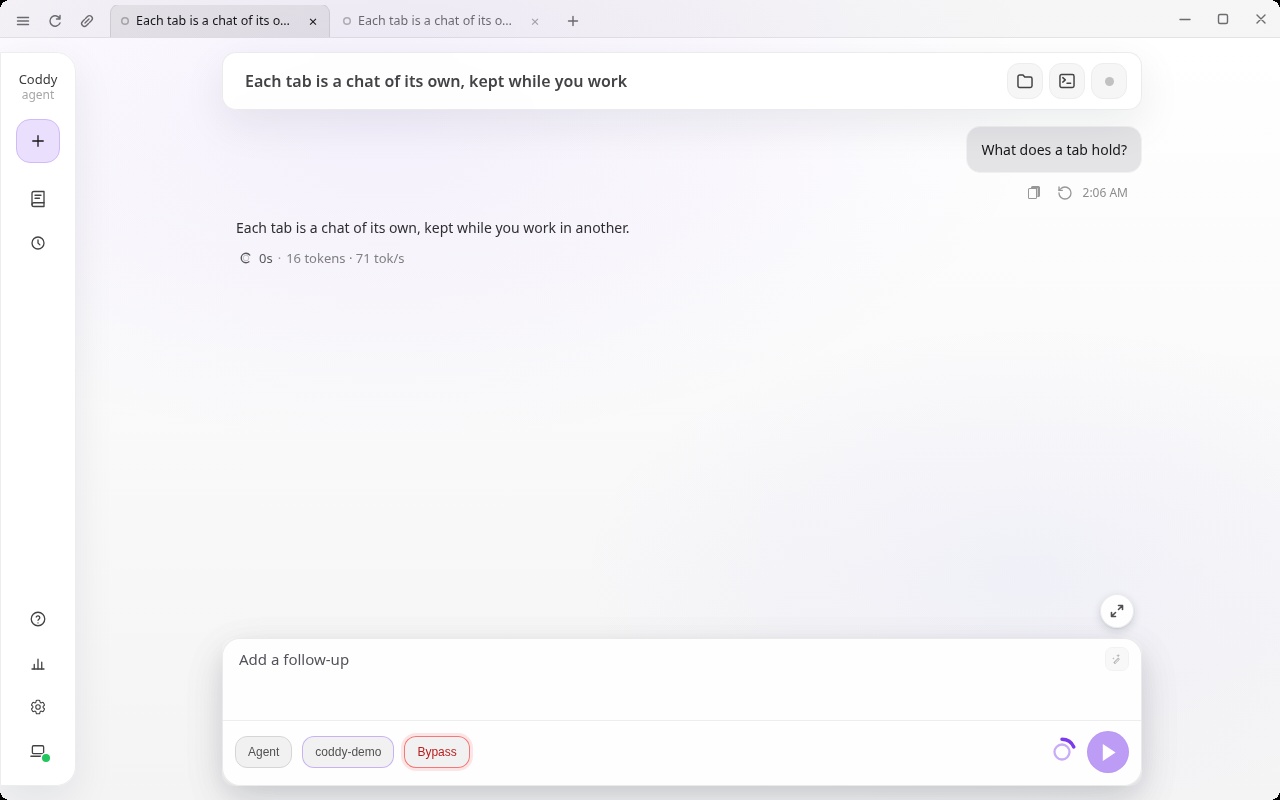 Each tab is a chat of its o...
Each tab is a chat of its o...
Coddy
agent
Each tab is a chat of its own, kept while you work
What does a tab hold?
2:06 AM
Each tab is a chat of its own, kept while you work in another.
0s · 16 tokens · 71 tok/s
Add a follow-up
Agent
coddy-demo
Bypass